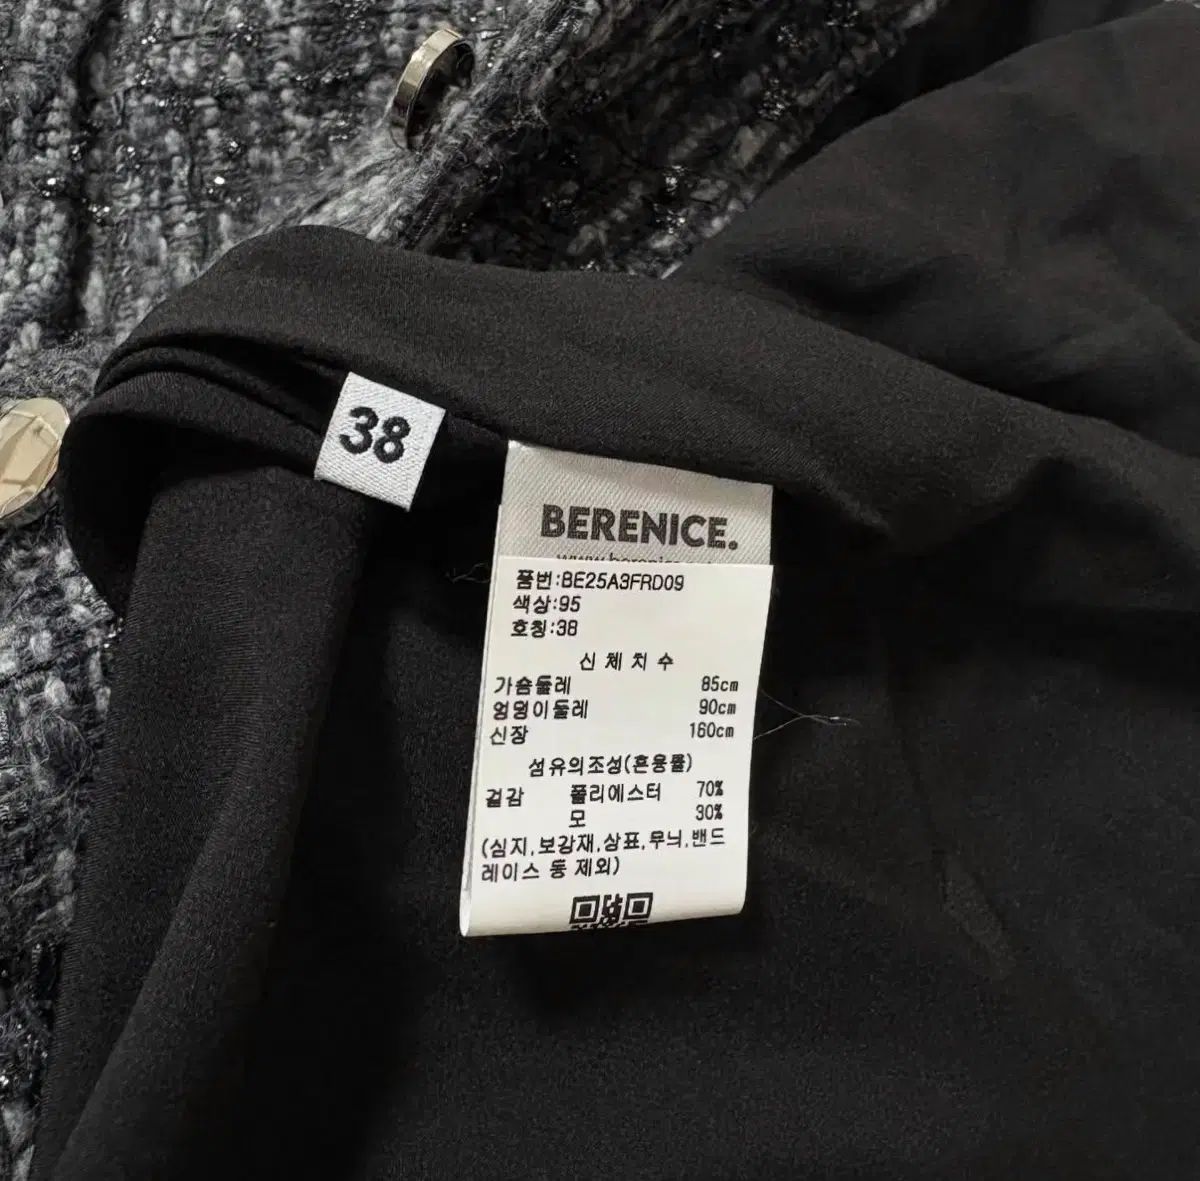 38
BERENICE.
품번:BE25A3FRD09
색상:95
호칭:38
신 체 치 수
가슴둘레 85cm
엉덩이둘레 90cm
신장 160cm
섬유의조성(혼용률)
겉감 폴리에스터 70%
모 30%
(심지,보강재,상표,무늬,밴드
레이스 등 제외)